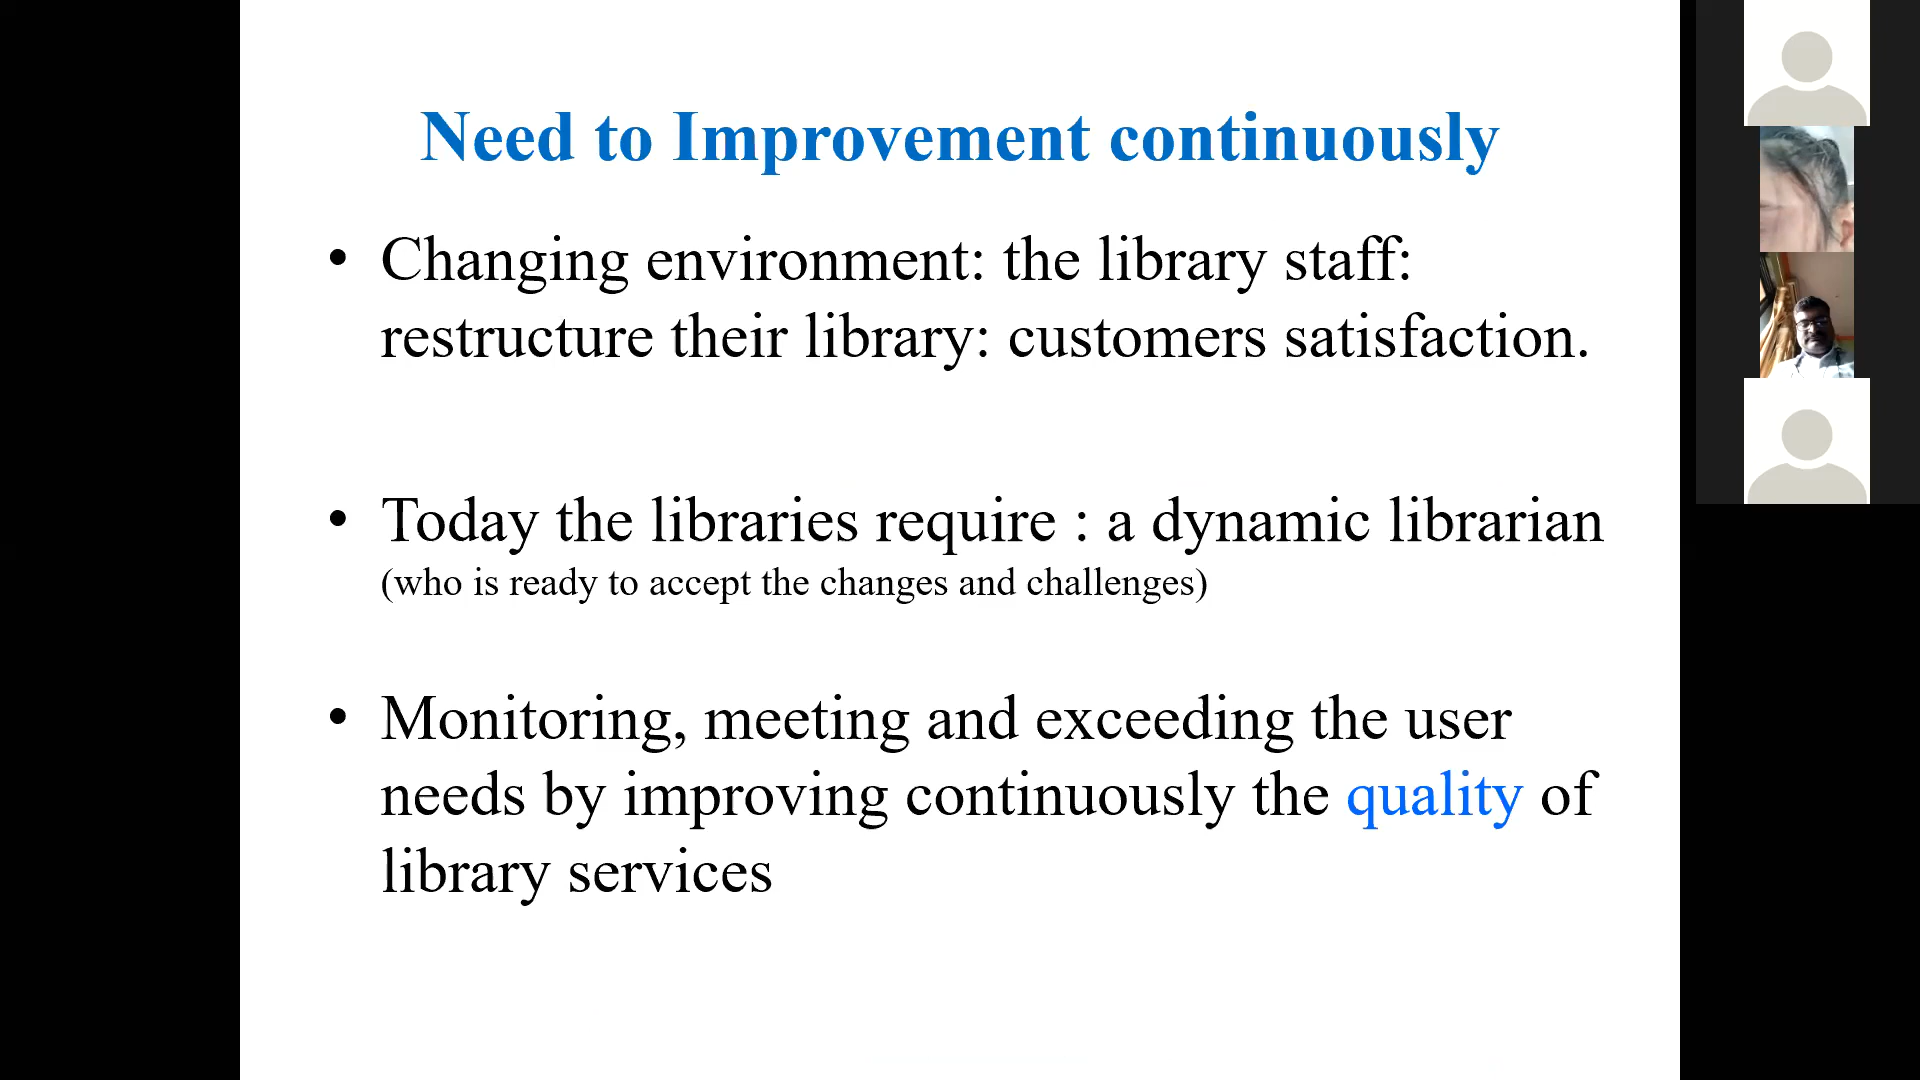 Need to Improvement continuously
• Changing environment: the library staff:
restructure their library: customers satisfaction.
• Today the libraries require : a dynamic librarian
(who is ready to accept the changes and challenges)
• Monitoring, meeting and exceeding the user
needs by improving continuously the quality of
library services